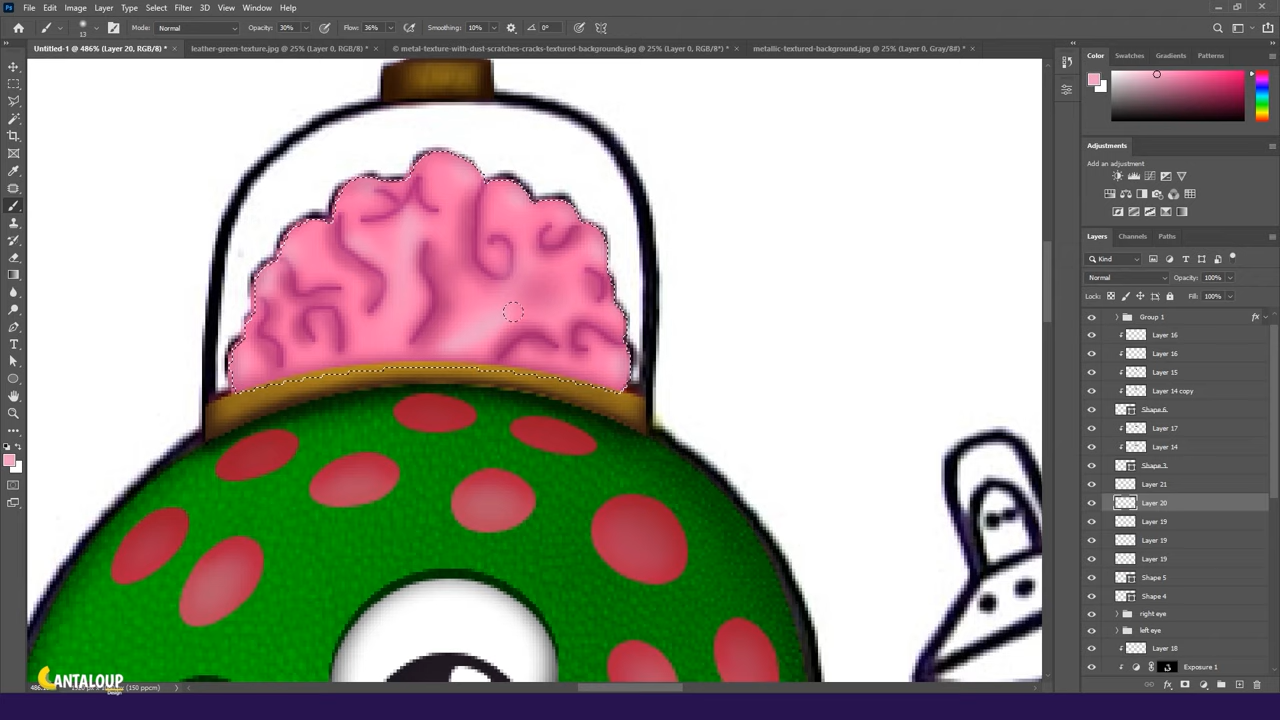 File Edit Image Layer Type Select Filter 3D View Window Help
13 Mode: Normal Opacity: 30% Flow: 36% Smoothing: 10% 0°
Untitled-1 @ 486% (Layer 20, RGB/8) * × leather-green-texture.jpg @ 25% (Layer 0, RGB/8) * × © metal-texture-with-dust-scratches-cracks-textured-backgrounds.jpg @ 25% (Layer 0, RGB/8*) * × metallic-textured-background.jpg @ 25% (Layer 0, Gray/8#) * ×
Color Swatches Gradients Patterns
Adjustments
Add an adjustment
Layers Channels Paths
Kind
Normal Opacity: 100%
Lock: Fill: 100%
Group 1 fx
Layer 16
Layer 16
Layer 15
Layer 14 copy
Shape 6
Layer 17
Layer 14
Shape 3
Layer 21
Layer 20
Layer 19
Layer 19
Layer 19
Shape 5
Shape 4
right eye
left eye
Layer 18
Exposure 1
CANTALOUP
Design
(150 ppcm)